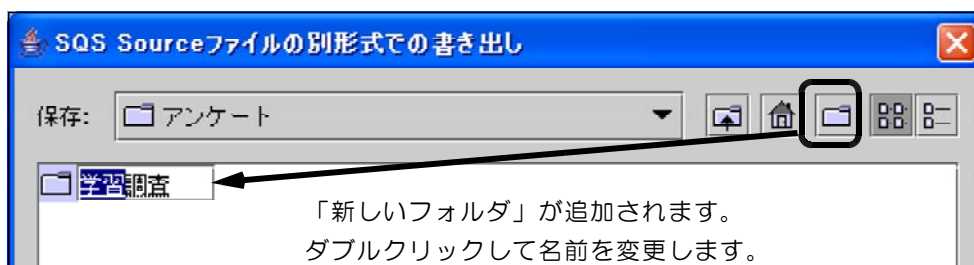 SQS Sourceファイルの別形式での書き出し
保存: アンケート
学習調査
「新しいフォルダ」が追加されます。
ダブルクリックして名前を変更します。